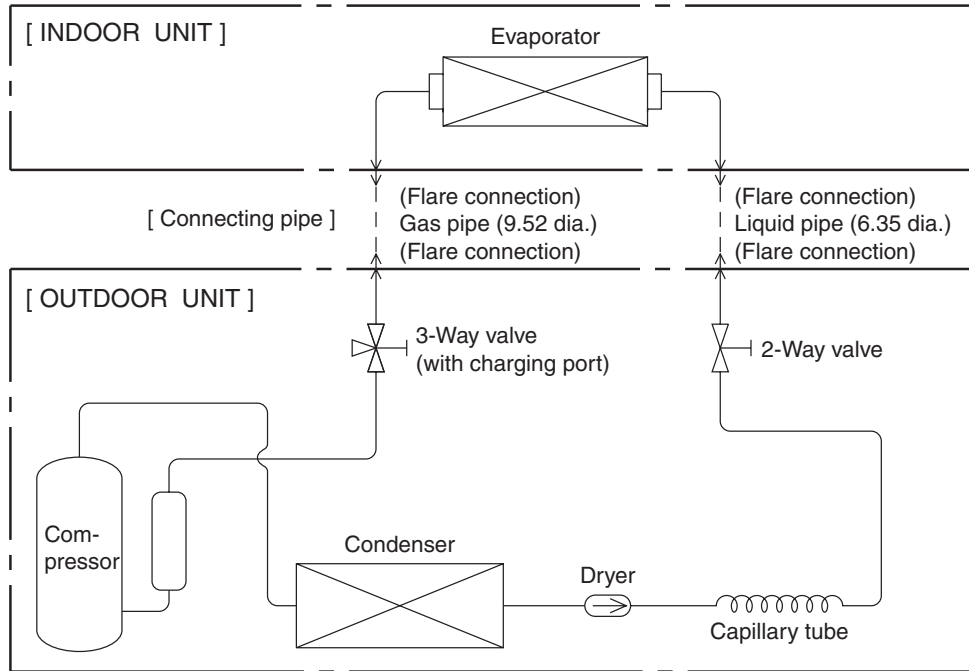 [ INDOOR UNIT ]
Evaporator
[ Connecting pipe ]
(Flare connection)
Gas pipe (9.52 dia.)
(Flare connection)
(Flare connection)
Liquid pipe (6.35 dia.)
(Flare connection)
[ OUTDOOR UNIT ]
3-Way valve
(with charging port)
2-Way valve
Com-
pressor
Condenser
Dryer
Capillary tube